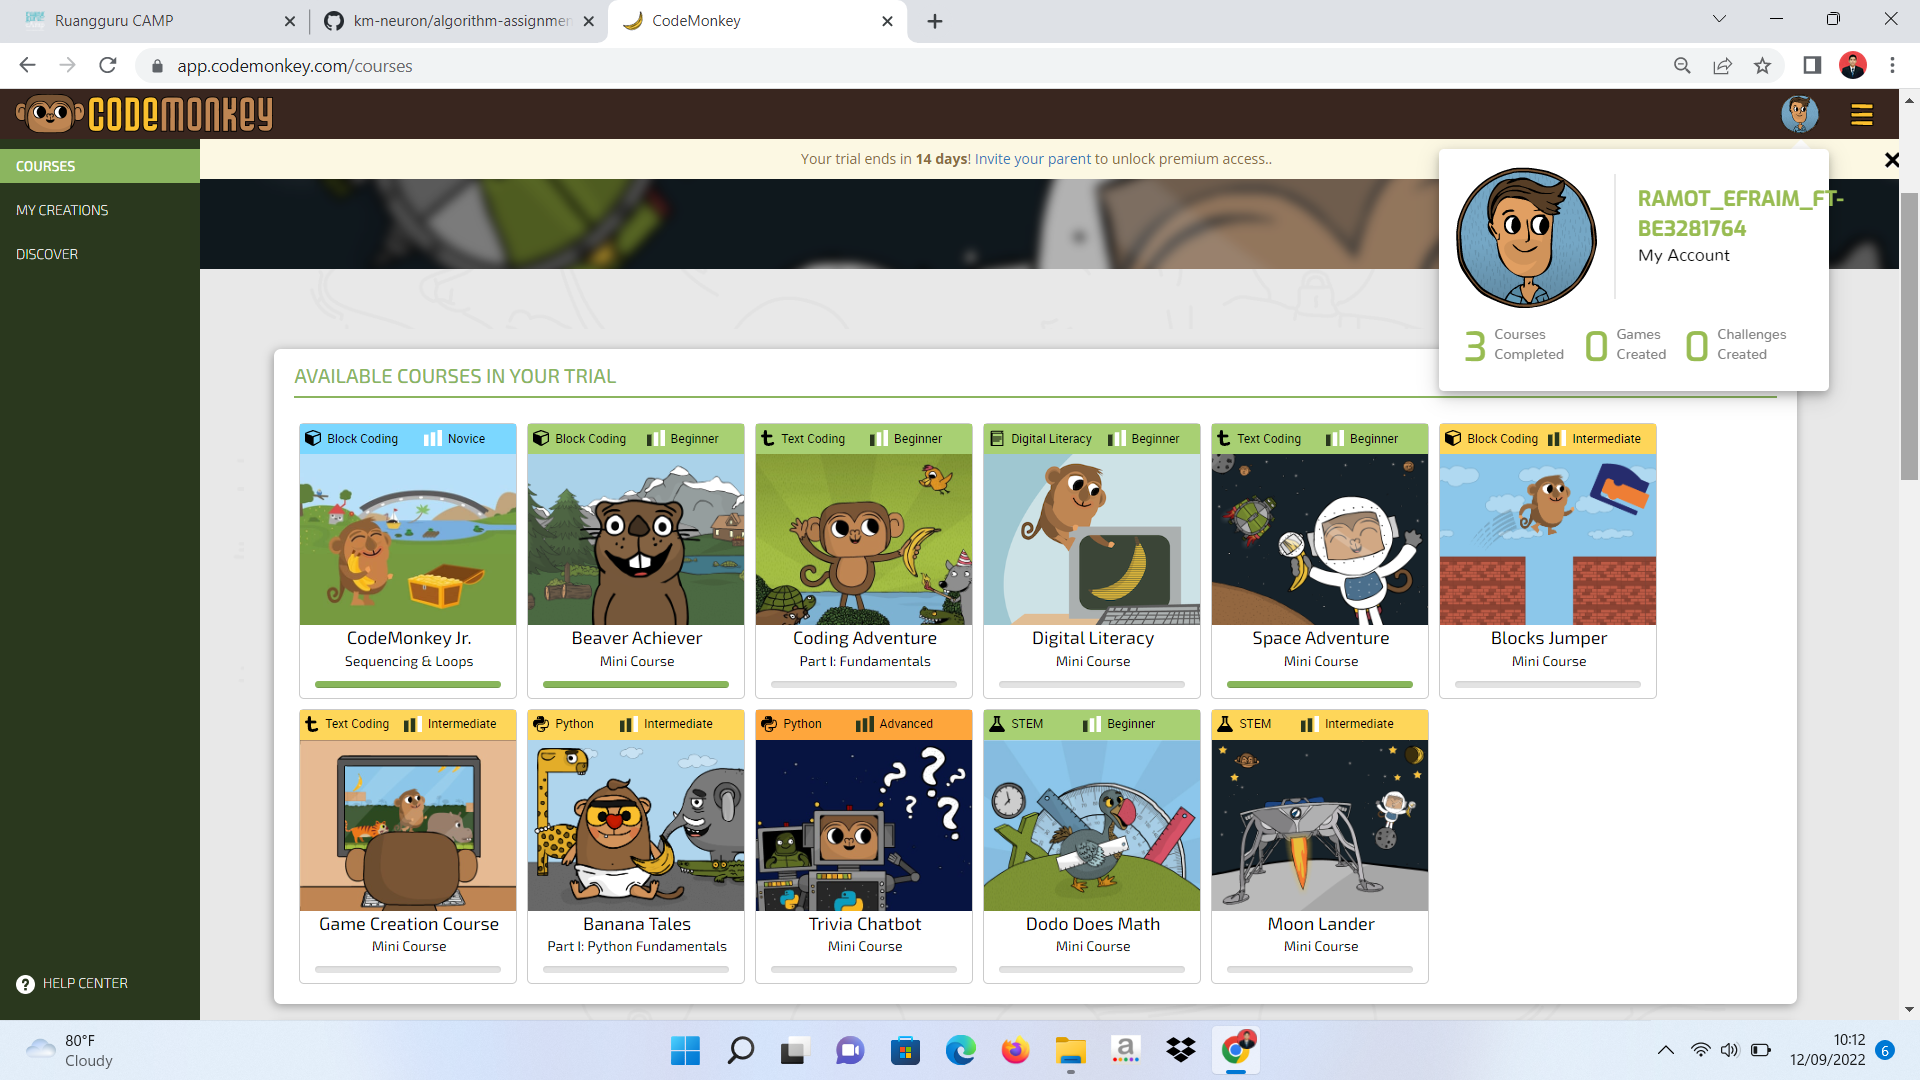 Ruangguru CAMP
km-neuron/algorithm-assignmen
CodeMonkey
app.codemonkey.com/courses
CODEMONKEY
Your trial ends in 14 days! Invite your parent to unlock premium access..
COURSES
MY CREATIONS
DISCOVER
HELP CENTER
RAMOT_EFRAIM_FT-
BE3281764
My Account
3 Courses Completed
0 Games Created
0 Challenges Created
AVAILABLE COURSES IN YOUR TRIAL
Block Coding Novice
CodeMonkey Jr.
Sequencing & Loops
Block Coding Beginner
Beaver Achiever
Mini Course
Text Coding Beginner
Coding Adventure
Part I: Fundamentals
Digital Literacy Beginner
Digital Literacy
Mini Course
Text Coding Beginner
Space Adventure
Mini Course
Block Coding Intermediate
Blocks Jumper
Mini Course
Text Coding Intermediate
Game Creation Course
Mini Course
Python Intermediate
Banana Tales
Part I: Python Fundamentals
Python Advanced
Trivia Chatbot
Mini Course
STEM Beginner
Dodo Does Math
Mini Course
STEM Intermediate
Moon Lander
Mini Course
80°F
Cloudy
10:12
12/09/2022
6